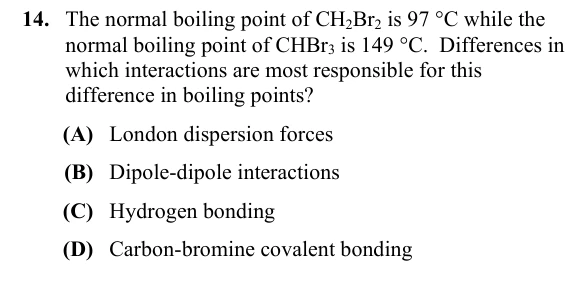 14. The normal boiling point of CH₂Br₂ is 97 °C while the
normal boiling point of CHBr₃ is 149 °C. Differences in
which interactions are most responsible for this
difference in boiling points?
(A) London dispersion forces
(B) Dipole-dipole interactions
(C) Hydrogen bonding
(D) Carbon-bromine covalent bonding